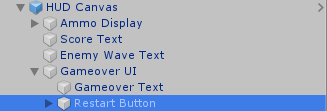 HUD Canvas
Ammo Display
Score Text
Enemy Wave Text
Gameover UI
Gameover Text
Restart Button